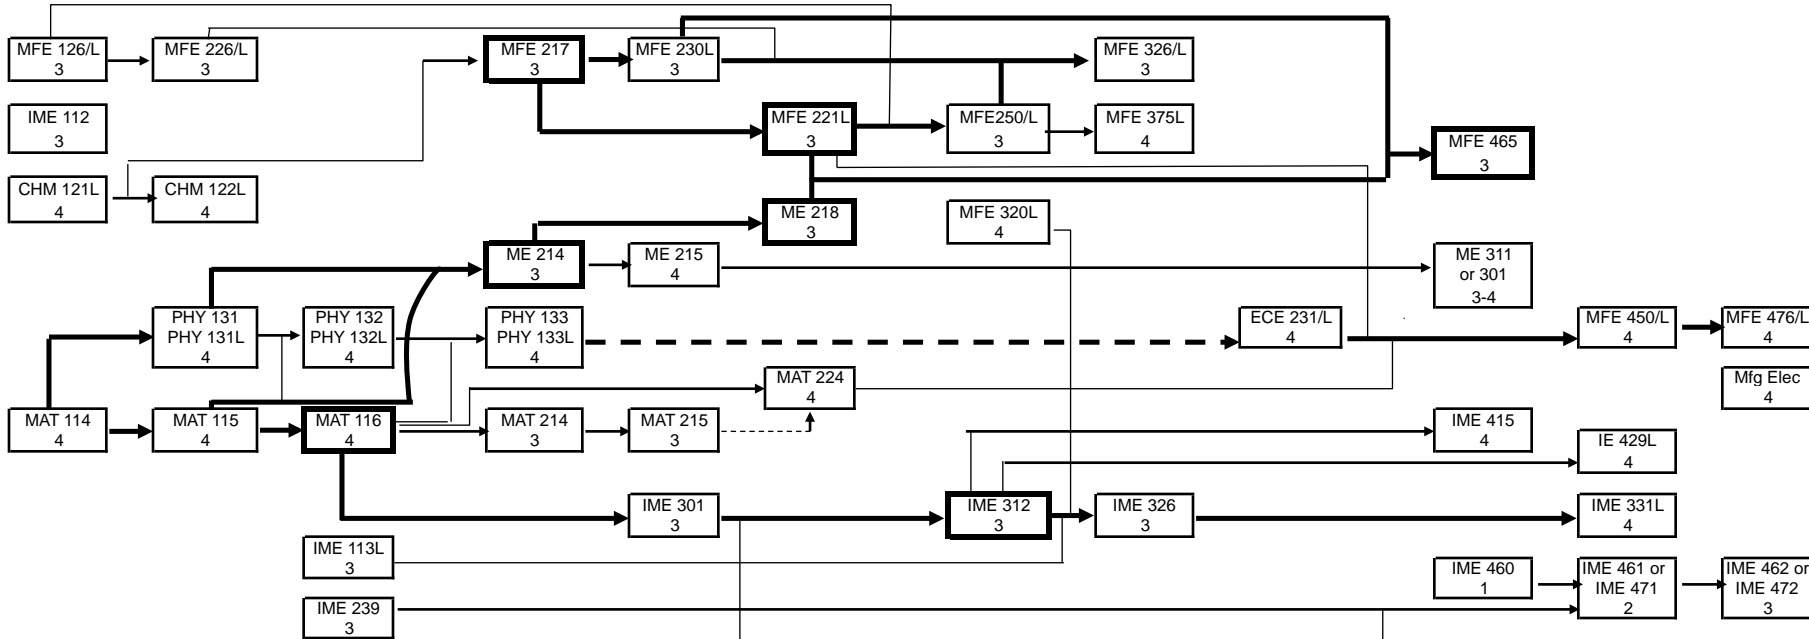 MFE 126/L
3
MFE 226/L
3
MFE 217
3
MFE 230L
3
MFE 326/L
3
IME 112
3
MFE 221L
3
MFE250/L
3
MFE 375L
4
MFE 465
3
CHM 121L
4
CHM 122L
4
ME 218
3
MFE 320L
4
ME 214
3
ME 215
4
ME 311
or 301
3-4
PHY 131
PHY 131L
4
PHY 132
PHY 132L
4
PHY 133
PHY 133L
4
ECE 231/L
4
MFE 450/L
4
MFE 476/L
4
MAT 224
4
Mfg Elec
4
MAT 114
4
MAT 115
4
MAT 116
4
MAT 214
3
MAT 215
3
IME 415
4
IE 429L
4
IME 301
3
IME 312
3
IME 326
3
IME 331L
4
IME 113L
3
IME 460
1
IME 461 or
IME 471
2
IME 462 or
IME 472
3
IME 239
3